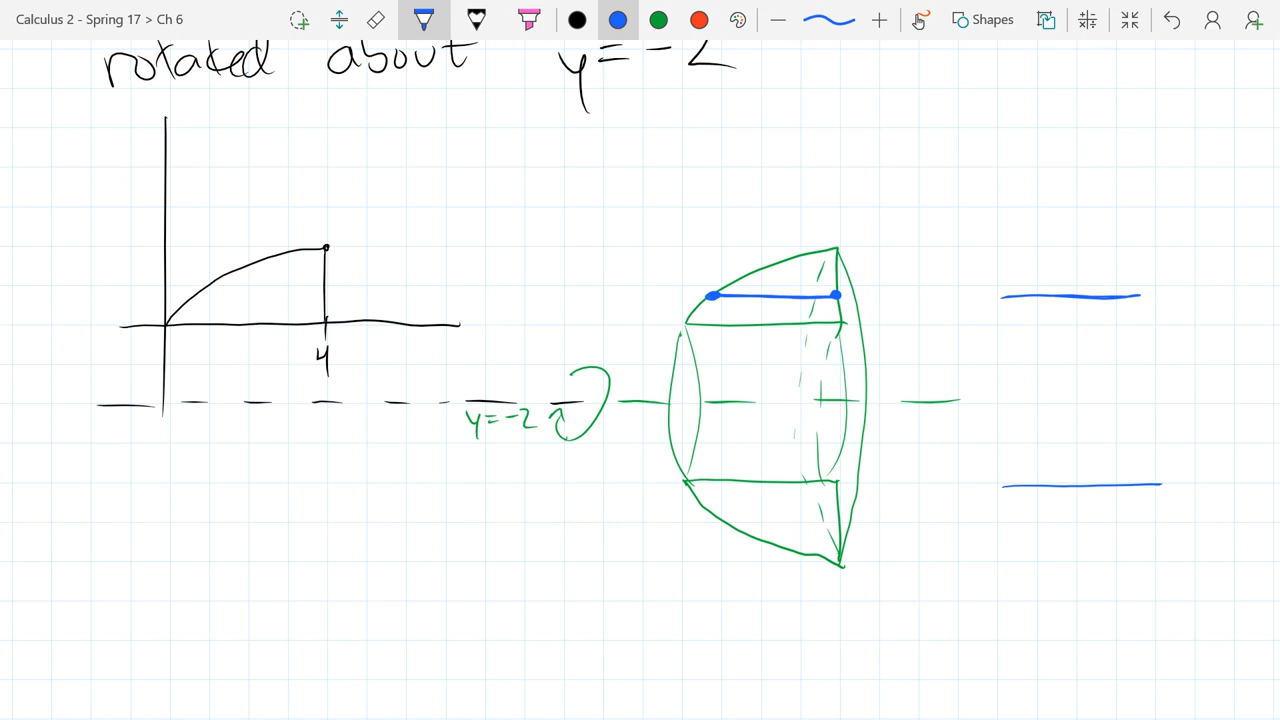 Calculus 2 - Spring 17 > Ch 6
Shapes
rotated about y = -2
4
y = -2